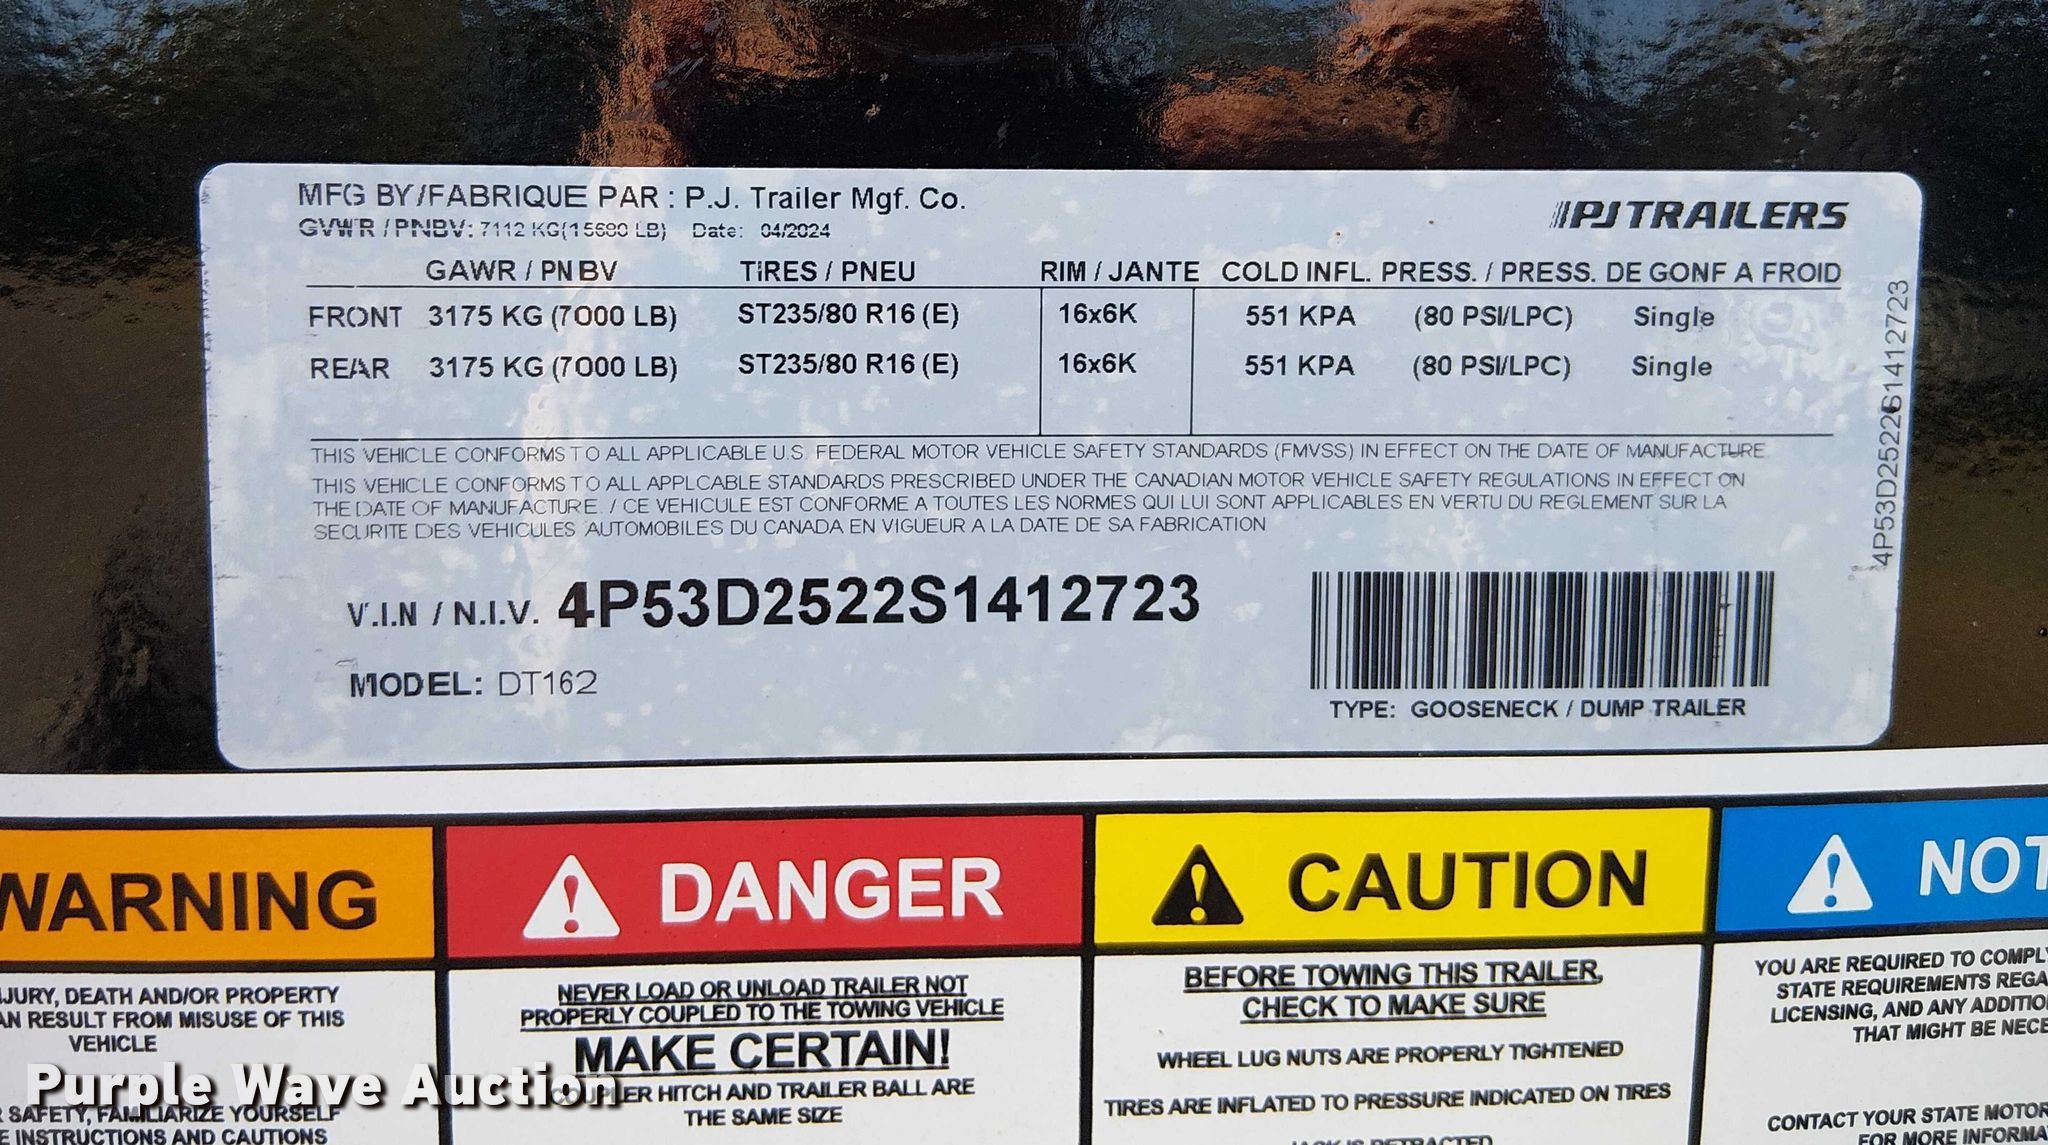 MFG BY/FABRIQUE PAR : P.J. Trailer Mgf. Co.
PJ TRAILERS
GVWR / PNBV: 7112 KG(15680 LB) Date: 04/2024
GAWR / PNBV TIRES / PNEU RIM / JANTE COLD INFL. PRESS. / PRESS. DE GONF A FROID
FRONT 3175 KG (7000 LB) ST235/80 R16 (E) 16x6K 551 KPA (80 PSI/LPC) Single
REAR 3175 KG (7000 LB) ST235/80 R16 (E) 16x6K 551 KPA (80 PSI/LPC) Single
4P53D2522S1412723
THIS VEHICLE CONFORMS TO ALL APPLICABLE U.S. FEDERAL MOTOR VEHICLE SAFETY STANDARDS (FMVSS) IN EFFECT ON THE DATE OF MANUFACTURE.
THIS VEHICLE CONFORMS TO ALL APPLCABLE STANDARDS PRESCRIBED UNDER THE CANADIAN MOTOR VEHICLE SAFETY REGULATIONS IN EFFECT ON
THE DATE OF MANUFACTURE. / CE VEHICULE EST CONFORME A TOUTES LES NORMES QUI LUI SONT APPLICABLES EN VERTU DU REGLEMENT SUR LA
SECURITE DES VEHICULES AUTOMOBILES DU CANADA EN VIGUEUR A LA DATE DE SA FABRICATION
V.I.N / N.I.V. 4P53D2522S1412723
MODEL: DT162
TYPE: GOOSENECK / DUMP TRAILER
WARNING
JURY, DEATH AND/OR PROPERTY
AN RESULT FROM MISUSE OF THIS
VEHICLE
SAFETY, FAMILIARIZE YOURSELF
E INSTRUCTIONS AND CAUTIONS
DANGER
NEVER LOAD OR UNLOAD TRAILER NOT
PROPERLY COUPLED TO THE TOWING VEHICLE
MAKE CERTAIN!
COUPLER HITCH AND TRAILER BALL ARE
THE SAME SIZE
CAUTION
BEFORE TOWING THIS TRAILER,
CHECK TO MAKE SURE
WHEEL LUG NUTS ARE PROPERLY TIGHTENED
TIRES ARE INFLATED TO PRESSURE INDICATED ON TIRES
JACK IS RETRACTED
NOT
YOU ARE REQUIRED TO COMPLY
STATE REQUIREMENTS REGA
LICENSING, AND ANY ADDITIO
THAT MIGHT BE NECE
CONTACT YOUR STATE MOTOR
FOR MORE INFORMA
Purple Wave Auction